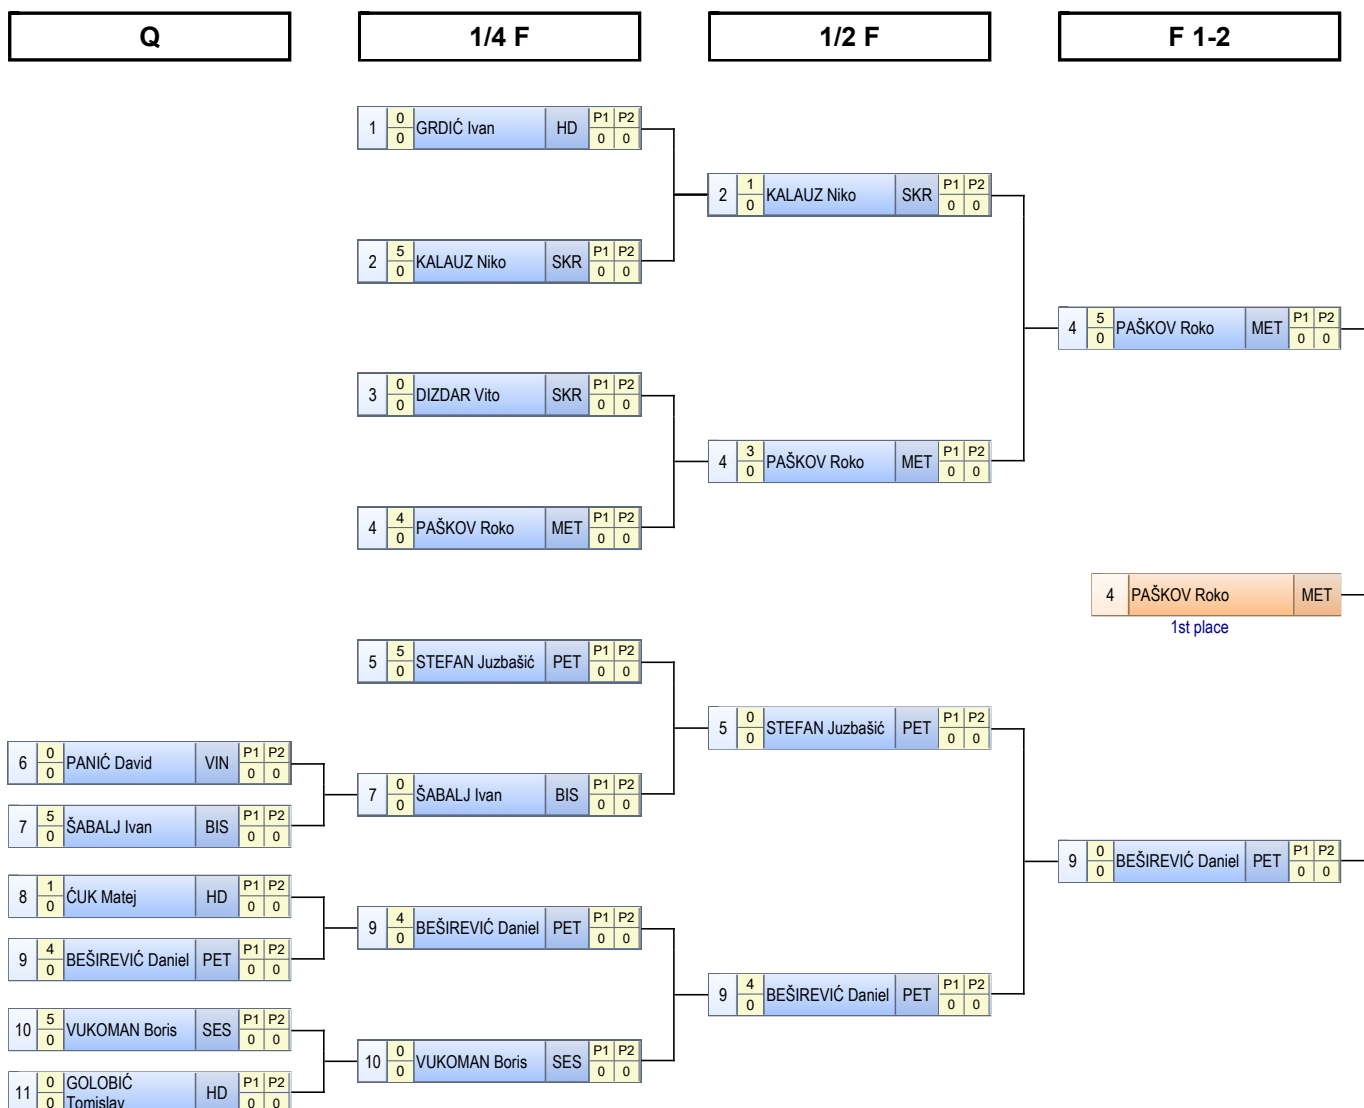 Q 1/4 F 1/2 F F 1-2
1 0 0 GRDIĆ Ivan HD P1 P2 0 0
2 1 0 KALAUZ Niko SKR P1 P2 0 0
2 5 0 KALAUZ Niko SKR P1 P2 0 0
4 5 0 PAŠKOV Roko MET P1 P2 0 0
3 0 0 DIZDAR Vito SKR P1 P2 0 0
4 3 0 PAŠKOV Roko MET P1 P2 0 0
4 4 0 PAŠKOV Roko MET P1 P2 0 0
4 PAŠKOV Roko MET
1st place
5 5 0 STEFAN Juzbašić PET P1 P2 0 0
5 0 0 STEFAN Juzbašić PET P1 P2 0 0
6 0 0 PANIĆ David VIN P1 P2 0 0
7 0 0 ŠABALJ Ivan BIS P1 P2 0 0
7 5 0 ŠABALJ Ivan BIS P1 P2 0 0
9 0 0 BEŠIREVIĆ Daniel PET P1 P2 0 0
8 1 0 ĆUK Matej HD P1 P2 0 0
9 4 0 BEŠIREVIĆ Daniel PET P1 P2 0 0
9 4 0 BEŠIREVIĆ Daniel PET P1 P2 0 0
9 4 0 BEŠIREVIĆ Daniel PET P1 P2 0 0
10 5 0 VUKOMAN Boris SES P1 P2 0 0
10 0 0 VUKOMAN Boris SES P1 P2 0 0
11 0 0 GOLOBIĆ Tomislav HD P1 P2 0 0